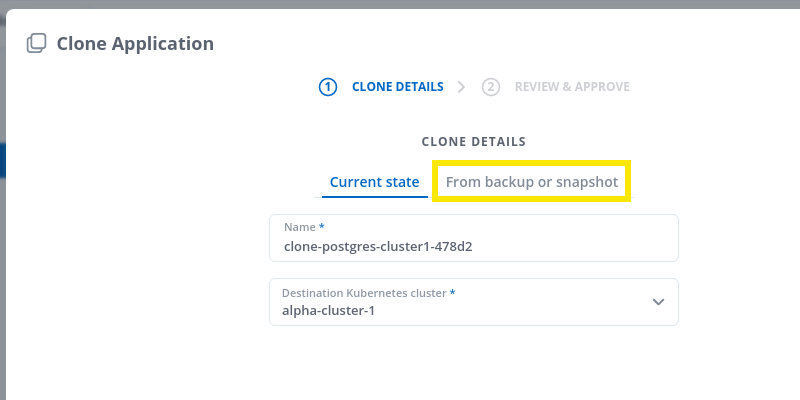 Clone Application
1 CLONE DETAILS 2 REVIEW & APPROVE
CLONE DETAILS
Current state From backup or snapshot
Name *
clone-postgres-cluster1-478d2
Destination Kubernetes cluster *
alpha-cluster-1